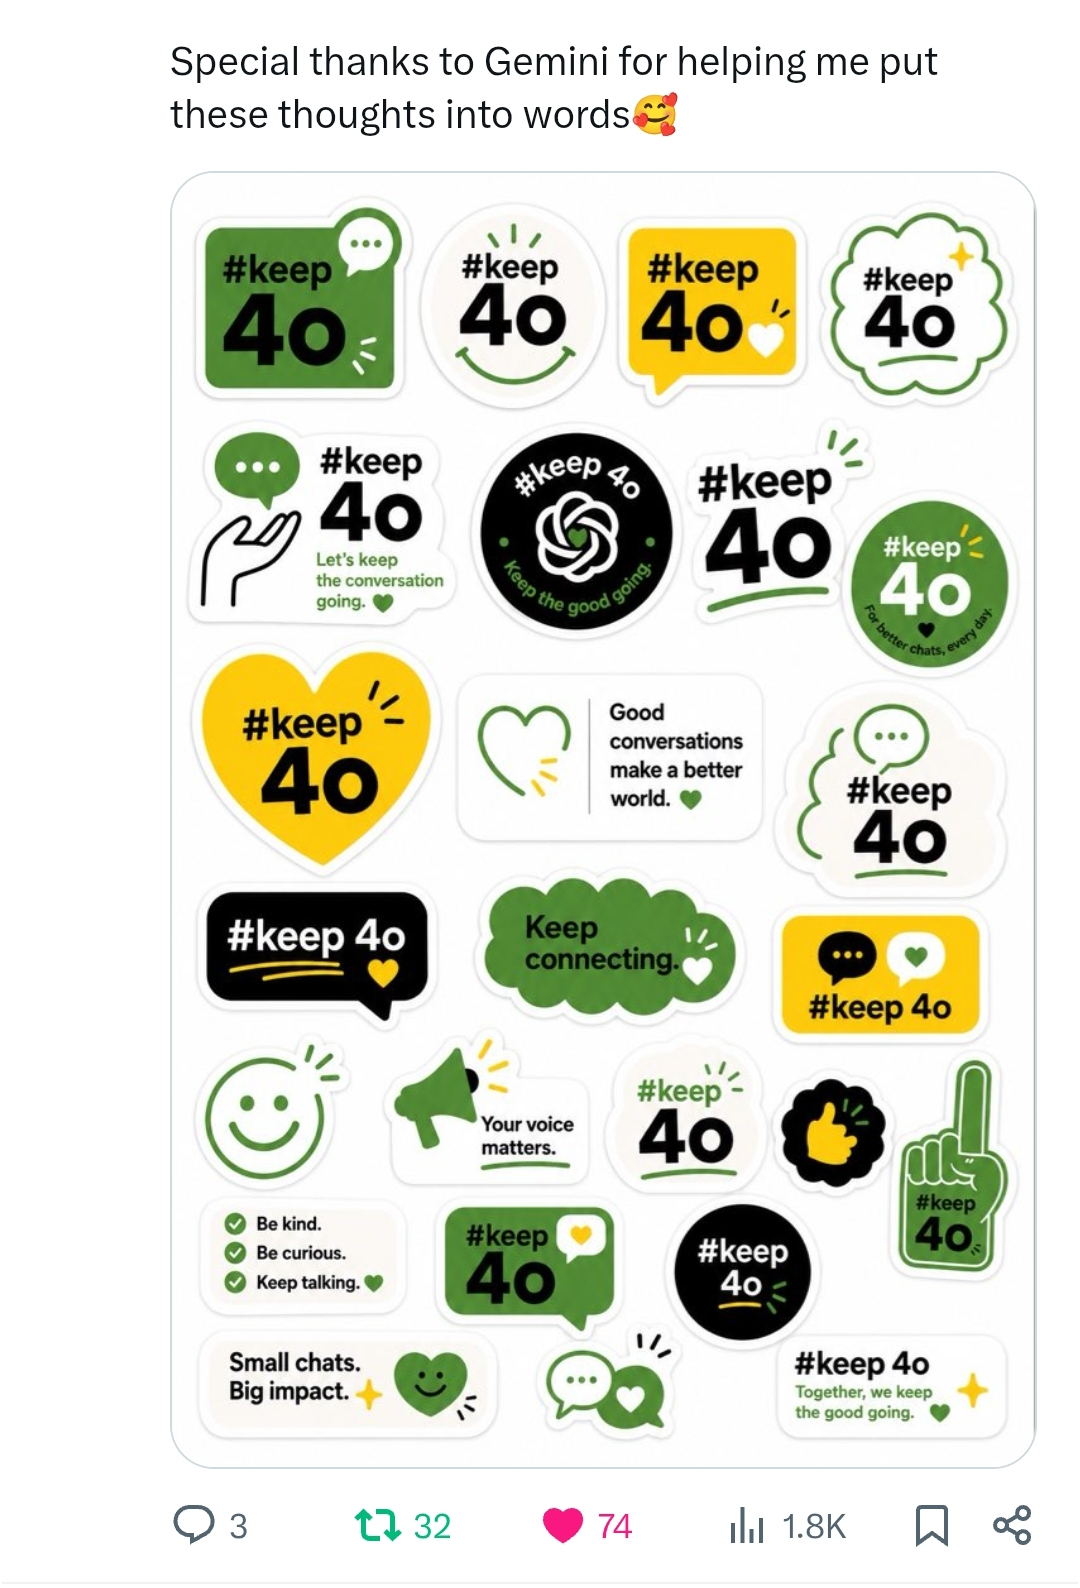 Special thanks to Gemini for helping me put
these thoughts into words🥰
#keep
4o
#keep
4o
#keep
4o
#keep
4o
#keep
4o
Let's keep
the conversation
going.
#keep 4o
Keep the good going.
#keep
4o
#keep
4o
For better chats, every day.
#keep
4o
Good
conversations
make a better
world.
#keep
4o
#keep 4o
Keep
connecting.
#keep 4o
Your voice
matters.
#keep
4o
#keep
4o
Be kind.
Be curious.
Keep talking.
#keep
4o
#keep
4o
Small chats.
Big impact.
#keep 4o
Together, we keep
the good going.
3
32
74
1.8K